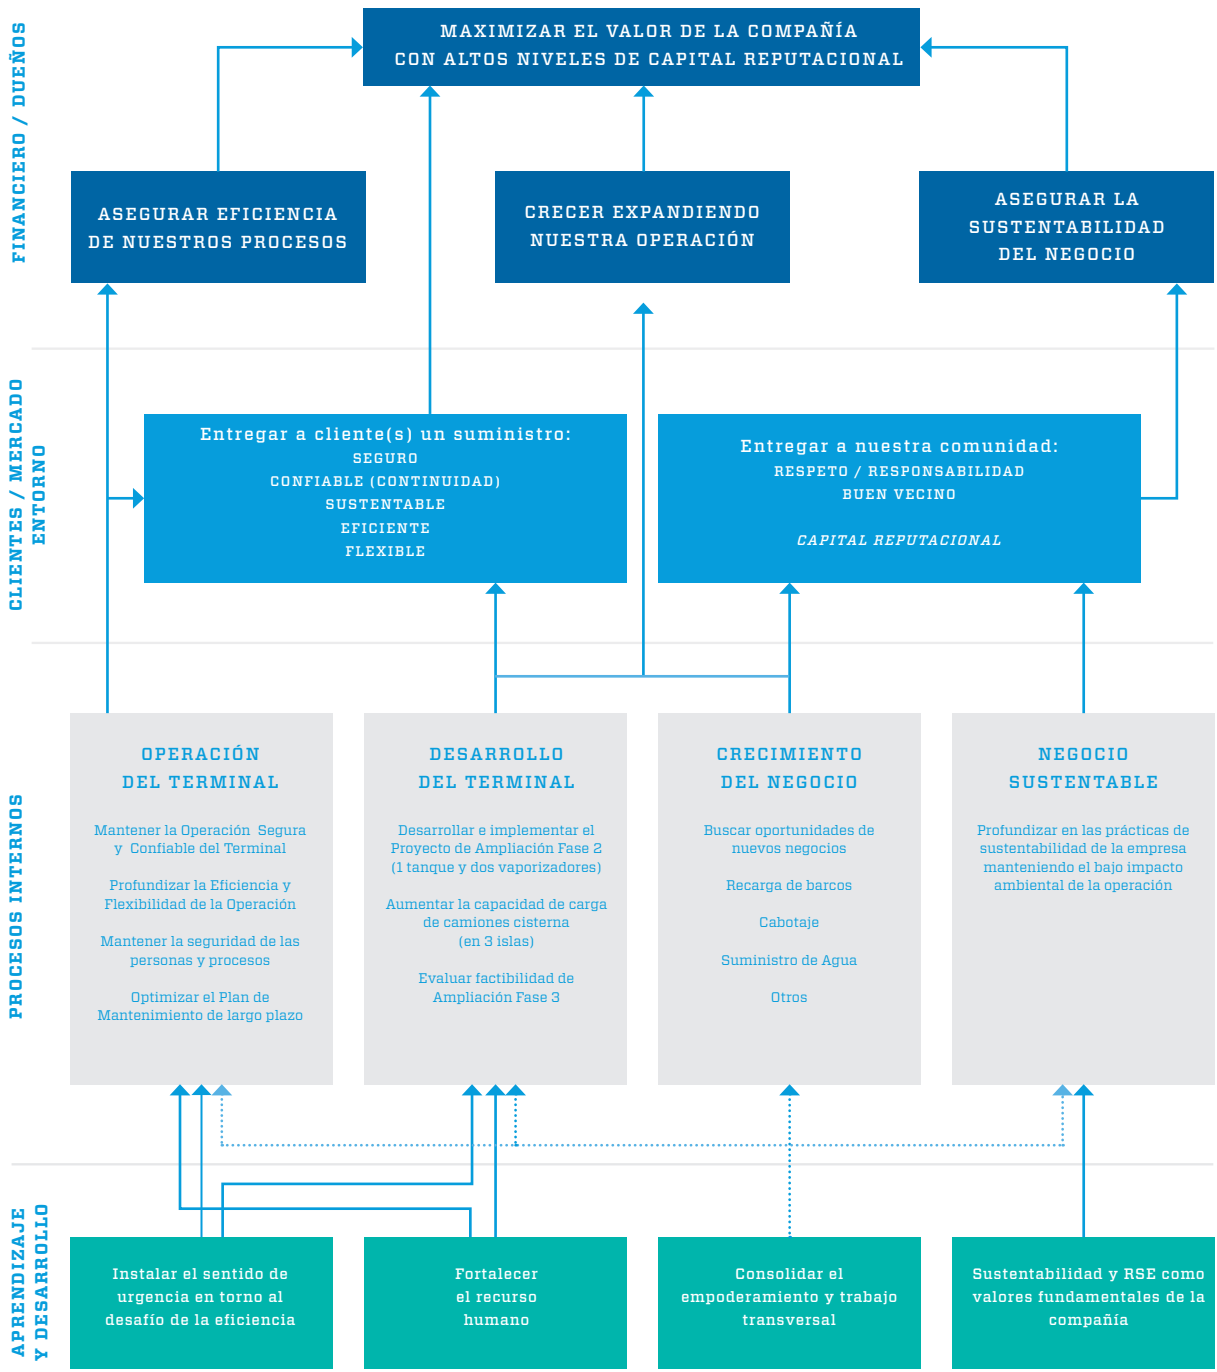 FINANCIERO / DUEÑOS
MAXIMIZAR EL VALOR DE LA COMPAÑÍA
CON ALTOS NIVELES DE CAPITAL REPUTACIONAL
ASEGURAR EFICIENCIA
DE NUESTROS PROCESOS
CRECER EXPANDIENDO
NUESTRA OPERACIÓN
ASEGURAR LA
SUSTENTABILIDAD
DEL NEGOCIO
CLIENTES / MERCADO
ENTORNO
Entregar a cliente(s) un suministro:
SEGURO
CONFIABLE (CONTINUIDAD)
SUSTENTABLE
EFICIENTE
FLEXIBLE
Entregar a nuestra comunidad:
RESPETO / RESPONSABILIDAD
BUEN VECINO
CAPITAL REPUTACIONAL
PROCESOS INTERNOS
OPERACIÓN
DEL TERMINAL
Mantener la Operación Segura
y Confiable del Terminal
Profundizar la Eficiencia y
Flexibilidad de la Operación
Mantener la seguridad de las
personas y procesos
Optimizar el Plan de
Mantenimiento de largo plazo
DESARROLLO
DEL TERMINAL
Desarrollar e implementar el
Proyecto de Ampliación Fase 2
(1 tanque y dos vaporizadores)
Aumentar la capacidad de carga
de camiones cisterna
(en 3 islas)
Evaluar factibilidad de
Ampliación Fase 3
CRECIMIENTO
DEL NEGOCIO
Buscar oportunidades de
nuevos negocios
Recarga de barcos
Cabotaje
Suministro de Agua
Otros
NEGOCIO
SUSTENTABLE
Profundizar en las prácticas de
sustentabilidad de la empresa
manteniendo el bajo impacto
ambiental de la operación
APRENDIZAJE
Y DESARROLLO
Instalar el sentido de
urgencia en torno al
desafío de la eficiencia
Fortalecer
el recurso
humano
Consolidar el
empoderamiento y trabajo
transversal
Sustentabilidad y RSE como
valores fundamentales de la
compañía